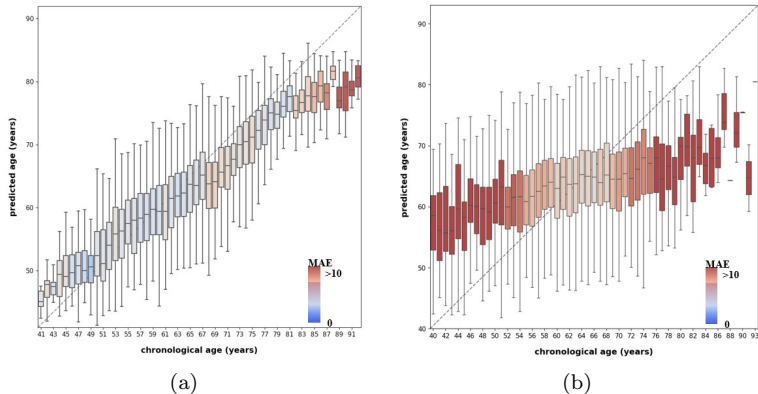 90
80
70
60
50
predicted age (years)
MAE
>10
0
41 43 45 47 49 51 53 55 57 59 61 63 65 67 69 71 73 75 77 79 81 83 85 87 89 91
chronological age (years)
(a)
90
80
70
60
50
40
predicted age (years)
MAE
>10
0
40 42 44 46 48 50 52 54 56 58 60 62 64 66 68 70 72 74 76 78 80 82 84 86 88 90 93
chronological age (years)
(b)